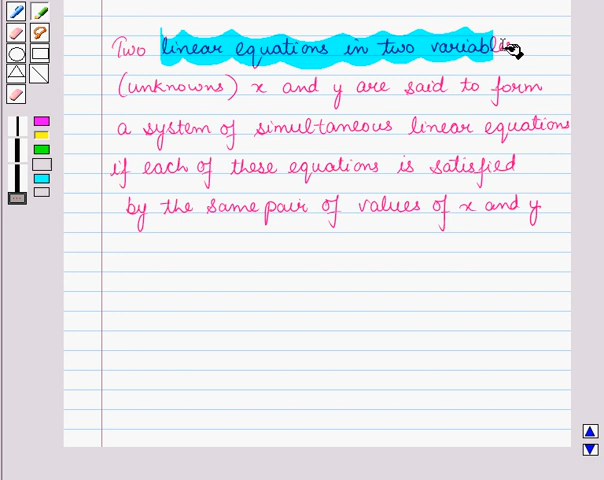 Two linear equations in two variables
(unknowns) x and y are said to form
a system of simultaneous linear equations
if each of these equations is satisfied
by the same pair of values of x and y